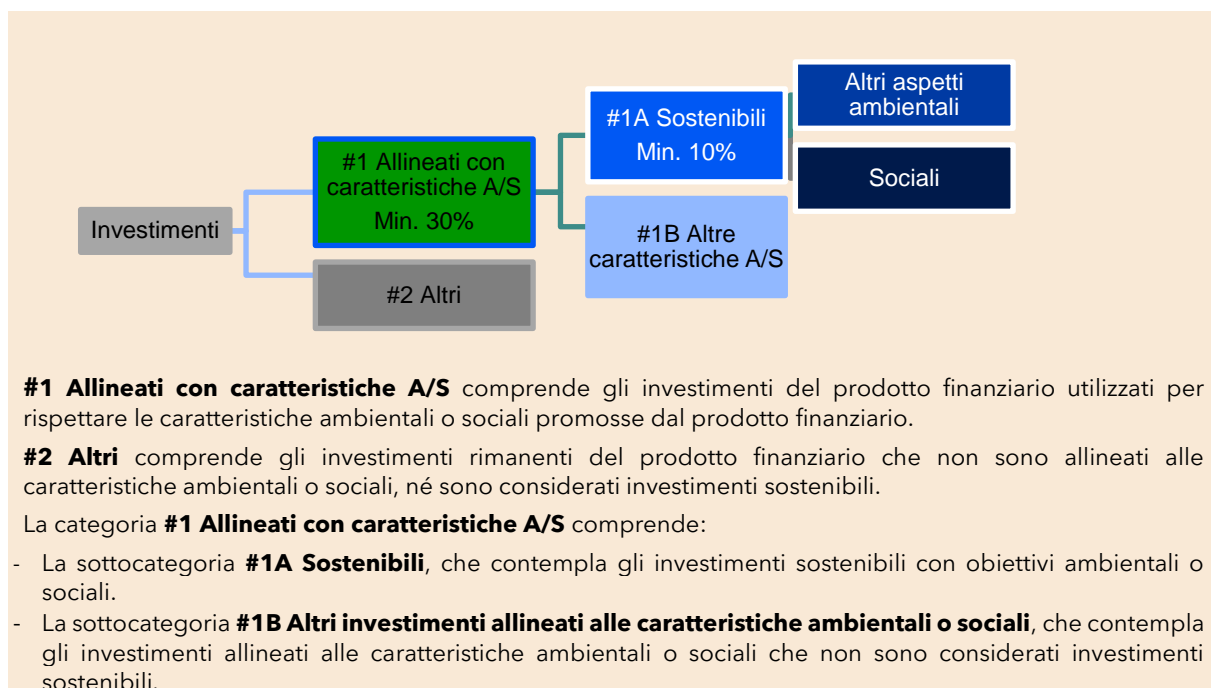 Altri aspetti
ambientali
#1A Sostenibili
Min. 10%
#1 Allineati con
caratteristiche A/S
Min. 30%
Sociali
Investimenti
#1B Altre
caratteristiche A/S
#2 Altri
#1 Allineati con caratteristiche A/S comprende gli investimenti del prodotto finanziario utilizzati per
rispettare le caratteristiche ambientali o sociali promosse dal prodotto finanziario.
#2 Altri comprende gli investimenti rimanenti del prodotto finanziario che non sono allineati alle
caratteristiche ambientali o sociali, né sono considerati investimenti sostenibili.
La categoria #1 Allineati con caratteristiche A/S comprende:
- La sottocategoria #1A Sostenibili, che contempla gli investimenti sostenibili con obiettivi ambientali o
sociali.
- La sottocategoria #1B Altri investimenti allineati alle caratteristiche ambientali o sociali, che contempla
gli investimenti allineati alle caratteristiche ambientali o sociali che non sono considerati investimenti
sostenibili.